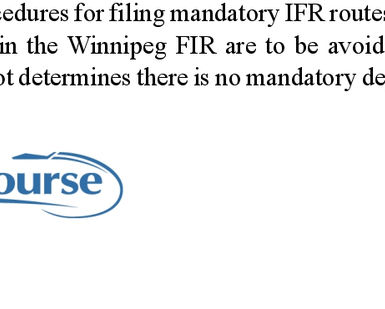 edures for filing mandatory IFR routes
in the Winnipeg FIR are to be avoid
ot determines there is no mandatory de
ourse